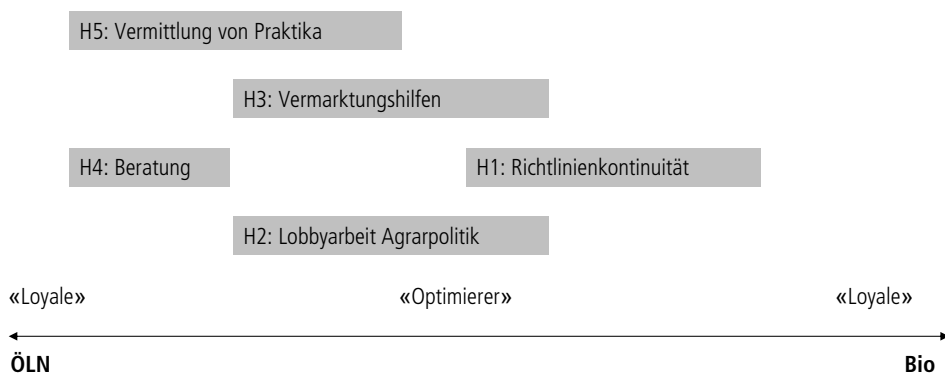 H5: Vermittlung von Praktika
H3: Vermarktungshilfen
H4: Beratung
H1: Richtlinienkontinuität
H2: Lobbyarbeit Agrarpolitik
«Loyale»
«Optimierer»
«Loyale»
ÖLN
Bio